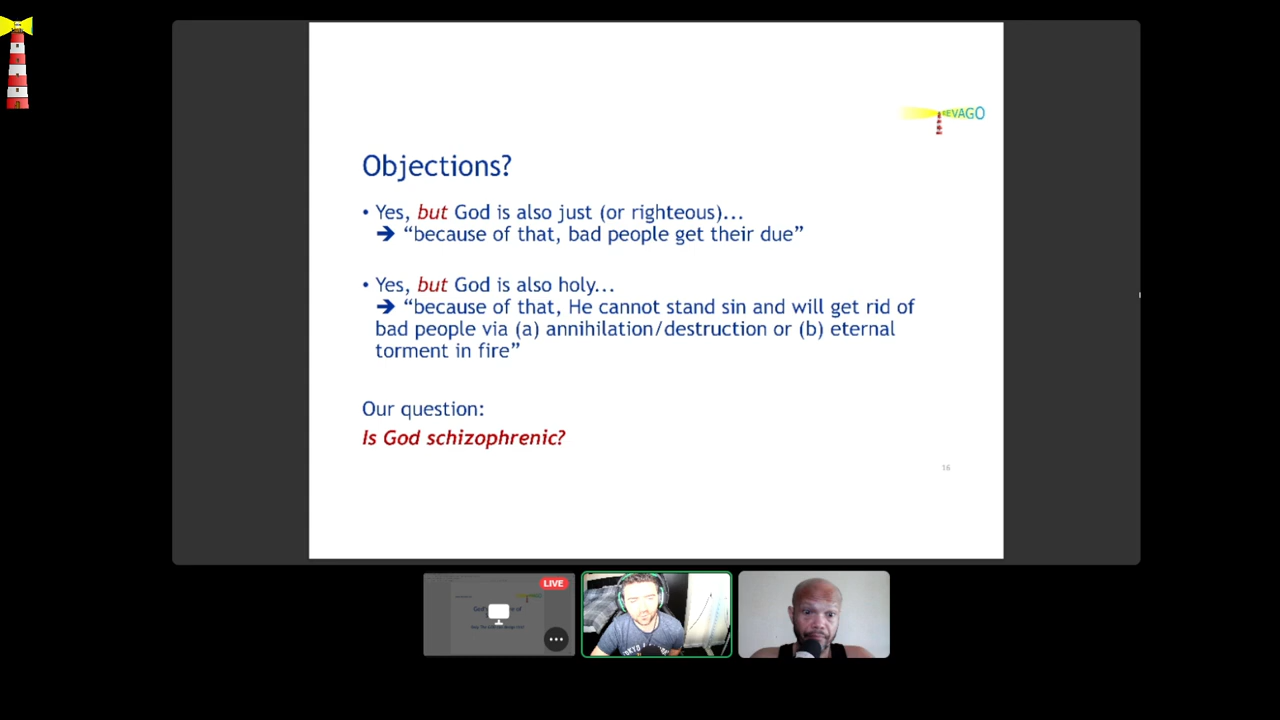 EVAGO
Objections?
• Yes, but God is also just (or righteous)...
➔ “because of that, bad people get their due”
• Yes, but God is also holy...
➔ “because of that, He cannot stand sin and will get rid of
bad people via (a) annihilation/destruction or (b) eternal
torment in fire”
Our question:
Is God schizophrenic?
16
LIVE